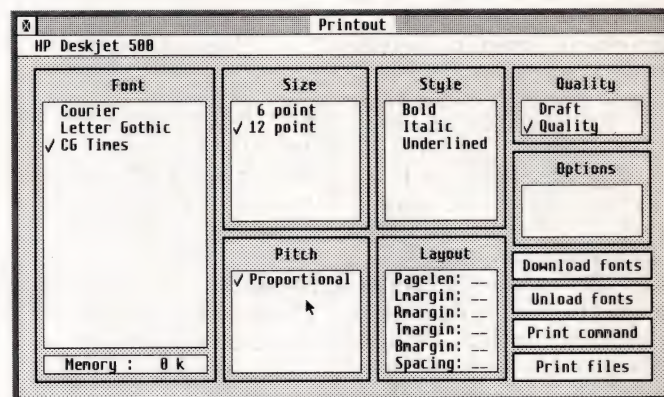 Printout
HP Deskjet 500
Font
Courier
Letter Gothic
✓ CG Times
Memory : 0 k
Size
6 point
✓ 12 point
Pitch
✓ Proportional
Style
Bold
Italic
Underlined
Layout
Pagelen: __
Lmargin: __
Rmargin: __
Tmargin: __
Bmargin: __
Spacing: __
Quality
Draft
✓ Quality
Options
Download fonts
Unload fonts
Print command
Print files